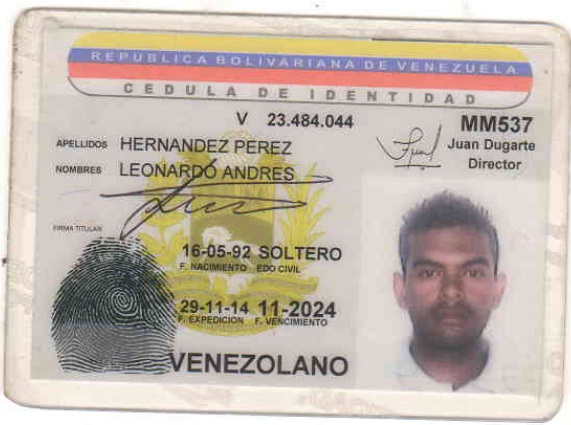 REPUBLICA BOLIVARIANA DE VENEZUELA
CEDULA DE IDENTIDAD
V 23.484.044
MM537
Juan Dugarte
Director
APELLIDOS HERNANDEZ PEREZ
NOMBRES LEONARDO ANDRES
FIRMA TITULAR
16-05-92 SOLTERO
F. NACIMIENTO EDO CIVIL
29-11-14 11-2024
F. EXPEDICION F. VENCIMIENTO
VENEZOLANO